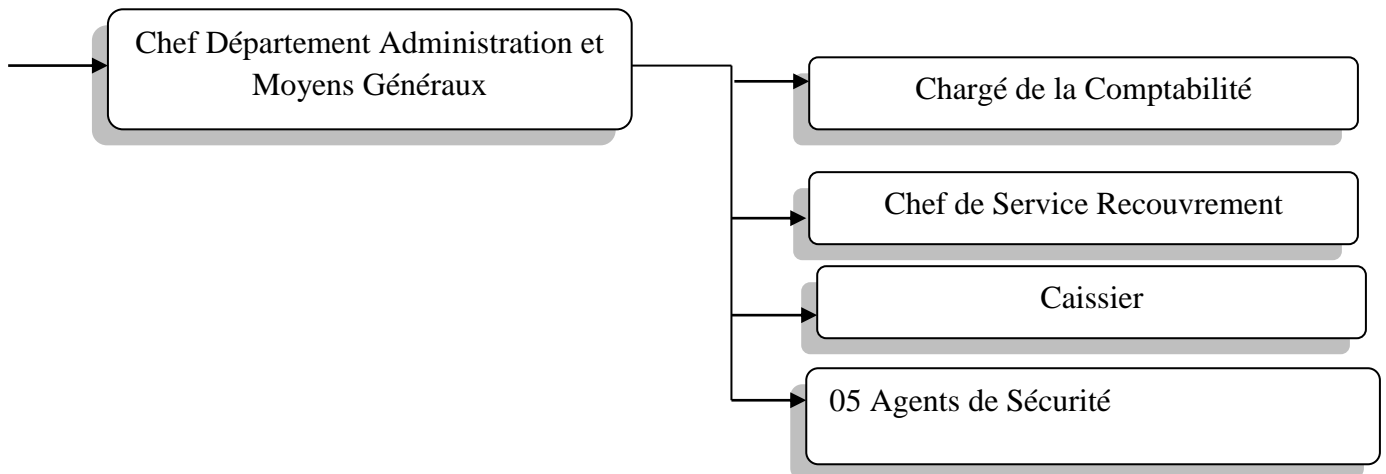 Chef Département Administration et
Moyens Généraux
Chargé de la Comptabilité
Chef de Service Recouvrement
Caissier
05 Agents de Sécurité